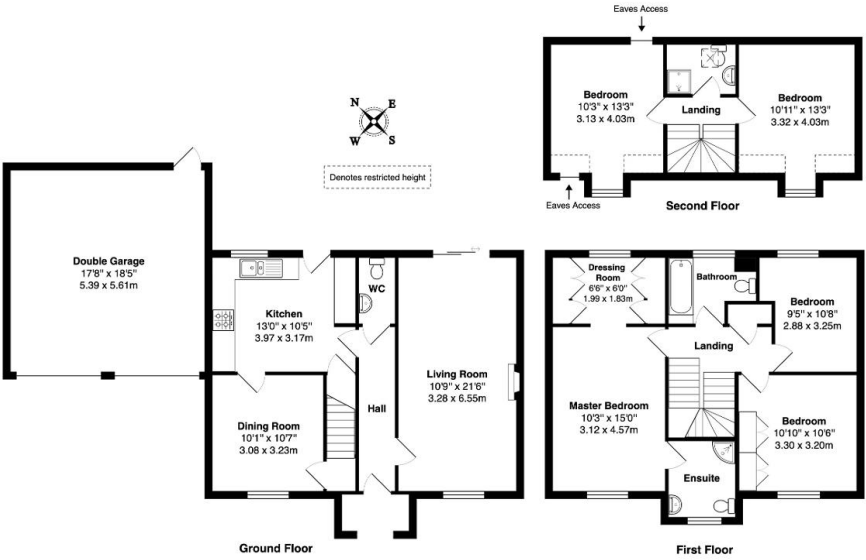 Eaves Access
Bedroom
10'3" x 13'3"
3.13 x 4.03m
Landing
Bedroom
10'11" x 13'3"
3.32 x 4.03m
Eaves Access
Second Floor
N
E
W
S
Denotes restricted height
Double Garage
17'8" x 18'5"
5.39 x 5.61m
Kitchen
13'0" x 10'5"
3.97 x 3.17m
WC
Living Room
10'9" x 21'6"
3.28 x 6.55m
Hall
Dining Room
10'1" x 10'7"
3.08 x 3.23m
Ground Floor
Dressing
Room
6'6" x 6'0"
1.99 x 1.83m
Bathroom
Bedroom
9'5" x 10'8"
2.88 x 3.25m
Landing
Master Bedroom
10'3" x 15'0"
3.12 x 4.57m
Bedroom
10'10" x 10'6"
3.30 x 3.20m
Ensuite
First Floor